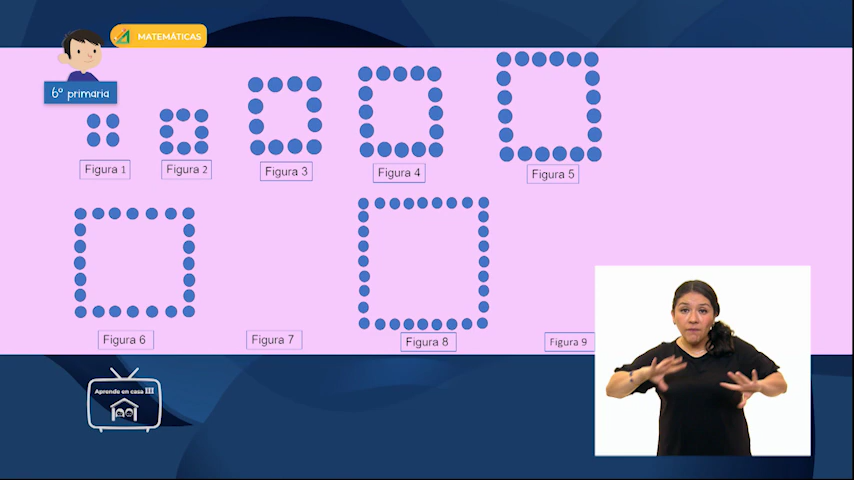 MATEMÁTICAS
6º primaria
Figura 1
Figura 2
Figura 3
Figura 4
Figura 5
Figura 6
Figura 7
Figura 8
Figura 9
Aprende en casa III